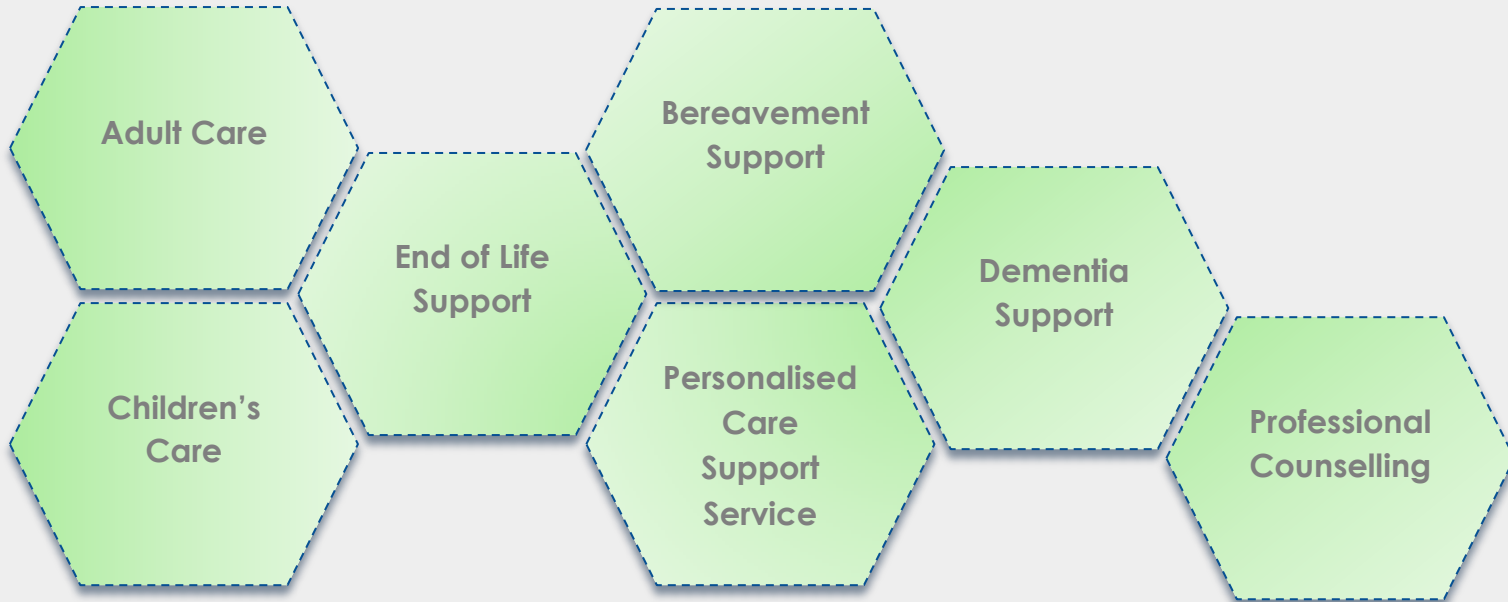 Adult Care
Children’s
Care
End of Life
Support
Bereavement
Support
Personalised
Care
Support
Service
Dementia
Support
Professional
Counselling